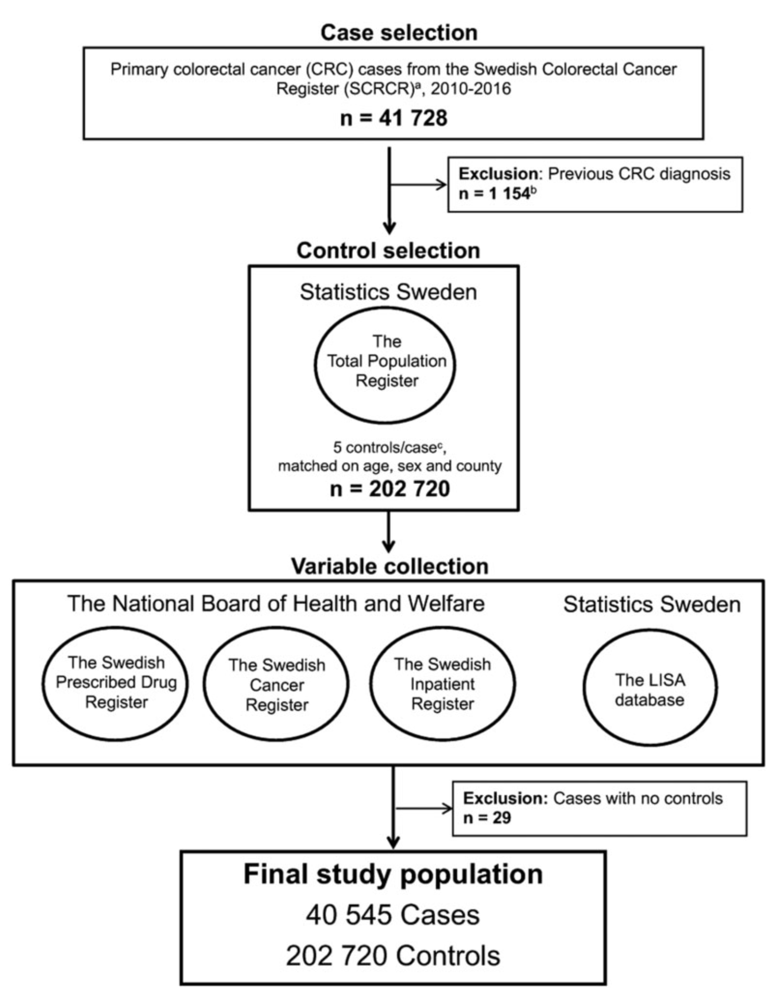 Case selection
Primary colorectal cancer (CRC) cases from the Swedish Colorectal Cancer
Register (SCRCR)ᵃ, 2010-2016
n = 41 728
Exclusion: Previous CRC diagnosis
n = 1 154ᵇ
Control selection
Statistics Sweden
The
Total Population
Register
5 controls/caseᶜ,
matched on age, sex and county
n = 202 720
Variable collection
The National Board of Health and Welfare
The Swedish
Prescribed Drug
Register
The Swedish
Cancer
Register
The Swedish
Inpatient
Register
Statistics Sweden
The LISA
database
Exclusion: Cases with no controls
n = 29
Final study population
40 545 Cases
202 720 Controls